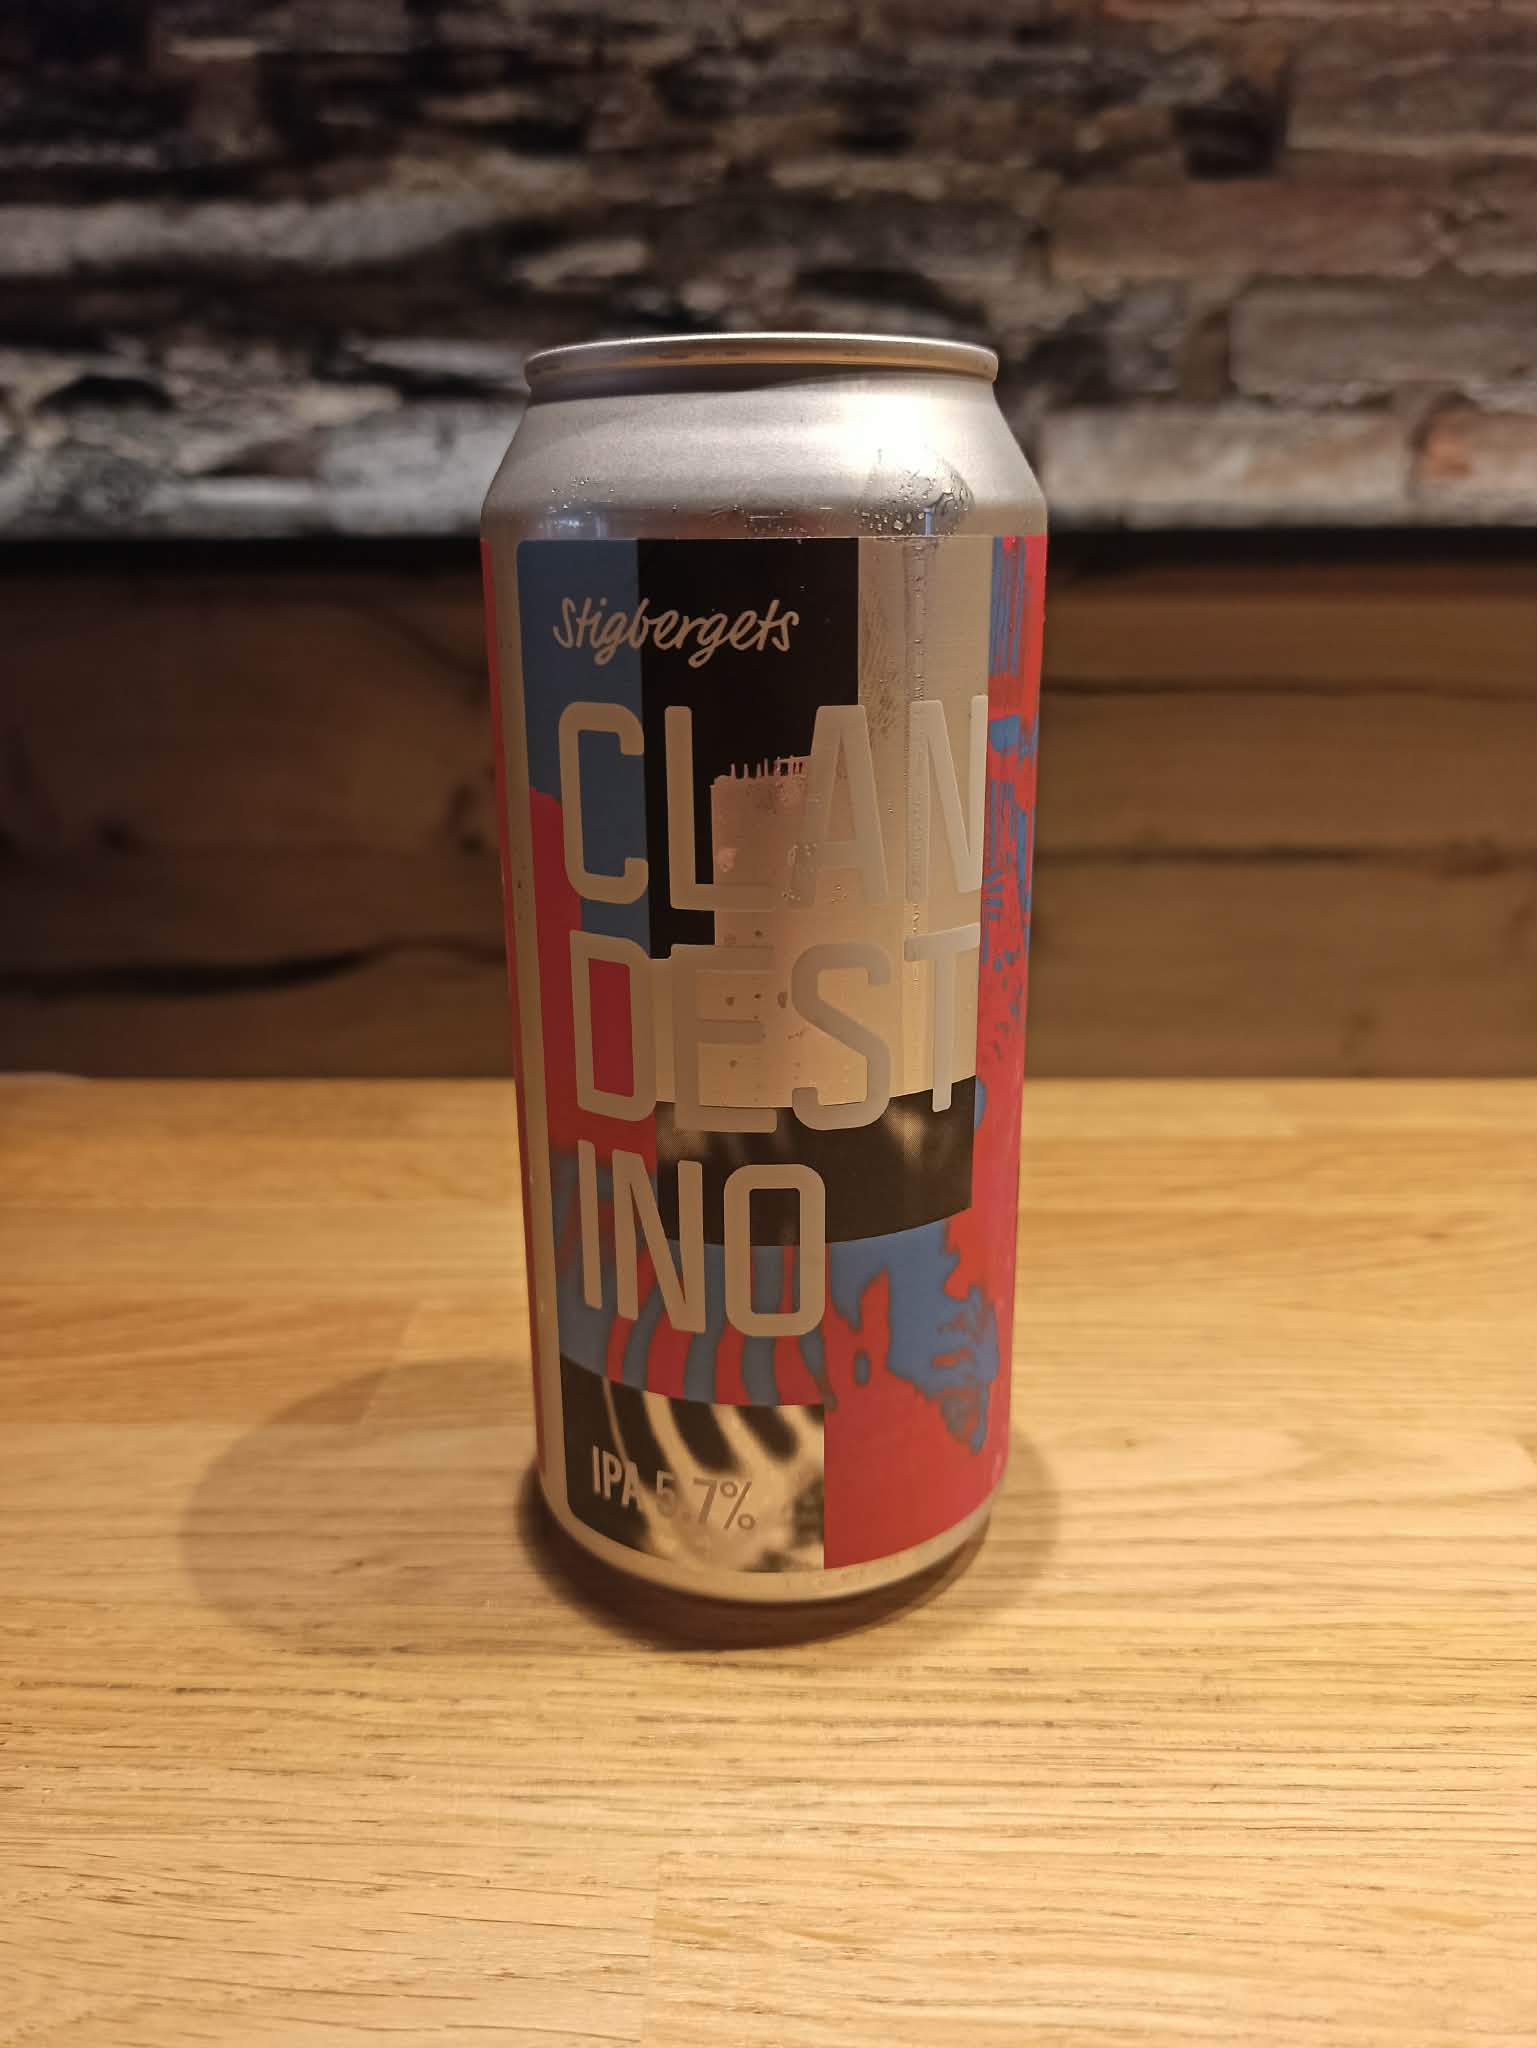 Stigbergets
CLAN
DEST
INO
IPA 5,7%